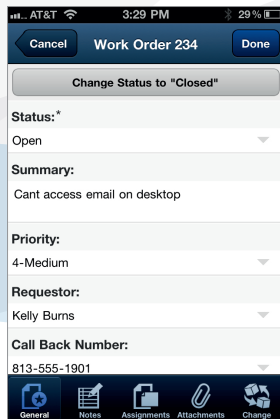 AT&T 3:29 PM 29%
Cancel Work Order 234 Done
Change Status to "Closed"
Status:*
Open
Summary:
Cant access email on desktop
Priority:
4-Medium
Requestor:
Kelly Burns
Call Back Number:
813-555-1901
General Notes Assignments Attachments Change